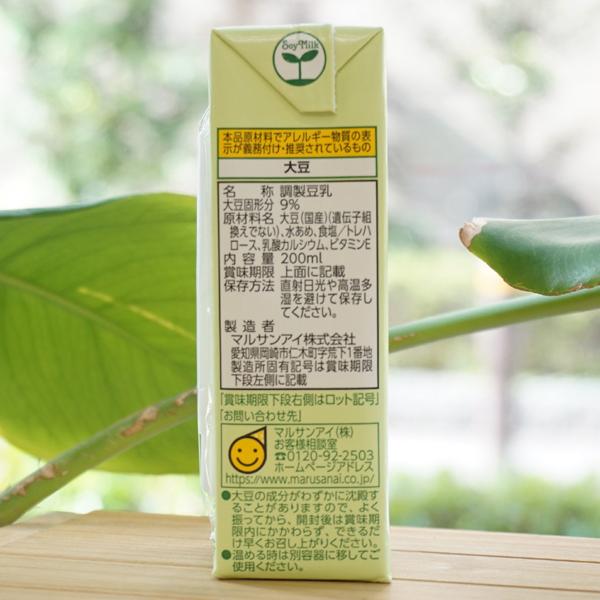 Soy Milk
本品原材料でアレルギー物質の表
示が義務付け・推奨されているもの
大豆
名 称 調製豆乳
大豆固形分 9%
原材料名 大豆(国産)(遺伝子組
換えでない)、水あめ、食塩/トレハ
ロース、乳酸カルシウム、ビタミンE
内 容 量 200ml
賞味期限 上面に記載
保存方法 直射日光や高温多
湿を避けて保存し
てください。
製 造 者
マルサンアイ株式会社
愛知県岡崎市仁木町字荒下1番地
製造所固有記号は賞味期限
下段左側に記載
「賞味期限下段右側はロット記号」
「お問い合わせ先」
マルサンアイ(株)
お客様相談室
☎0120-92-2503
ホームページアドレス
https://www.marusanai.co.jp/
●大豆の成分がわずかに沈殿す
ることがありますので、よく
振ってから、開封後は賞味期
限内にかかわらず、できるだ
け早くお召し上がりください。
●温める時は別容器に移してご
使用ください。